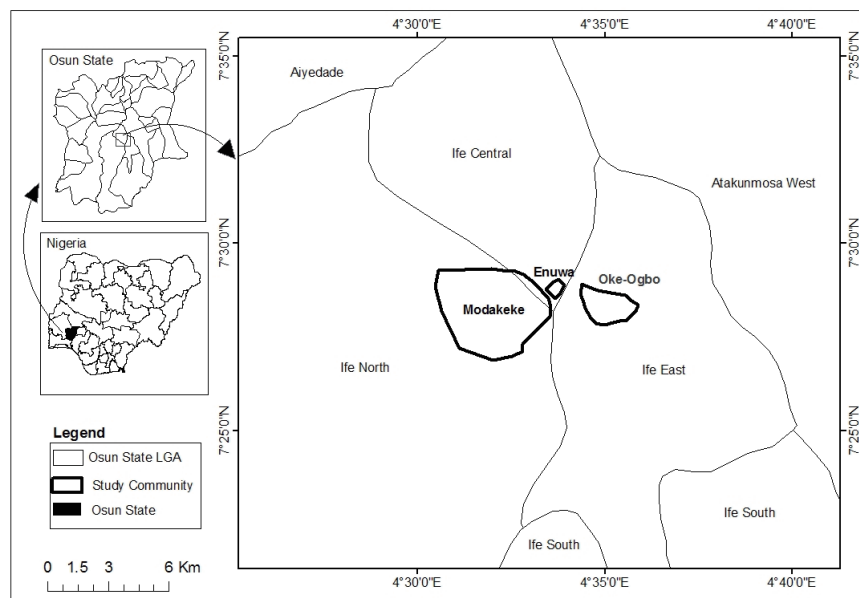 4°30'0"E 4°35'0"E 4°40'0"E
Osun State
Nigeria
Legend
Osun State LGA
Study Community
Osun State
0 1.5 3 6 Km
7°35'0"N
7°30'0"N
7°25'0"N
Aiyedade
Ife Central
Atakunmosa West
Enuwa
Oke-Ogbo
Modakeke
Ife North
Ife East
Ife South
Ife South
7°35'0"N
7°30'0"N
7°25'0"N
4°30'0"E 4°35'0"E 4°40'0"E